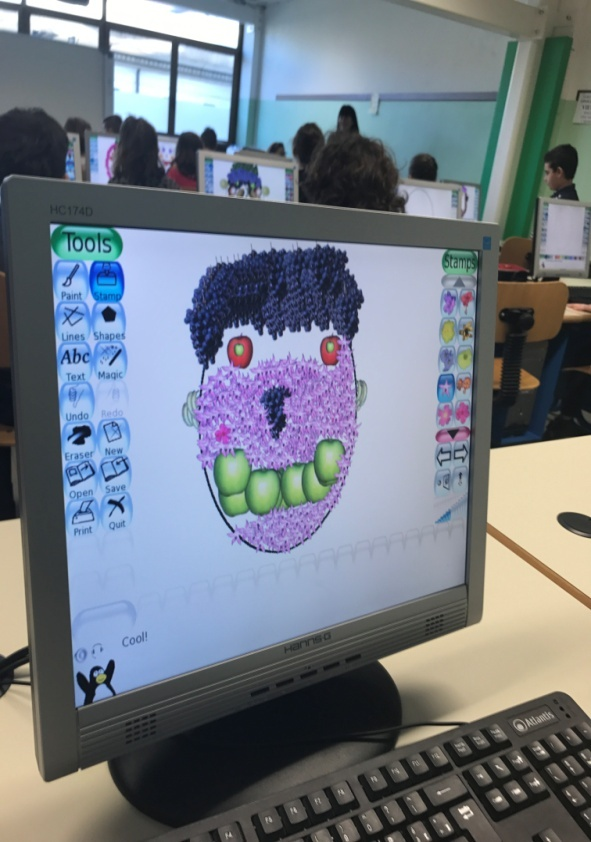 HC174D
Tools
Stamps
Paint
Stamp
Lines
Shapes
Abc
Text
Magic
Undo
Redo
Eraser
New
Open
Save
Print
Quit
Cool!
HANNS G
Atlantis